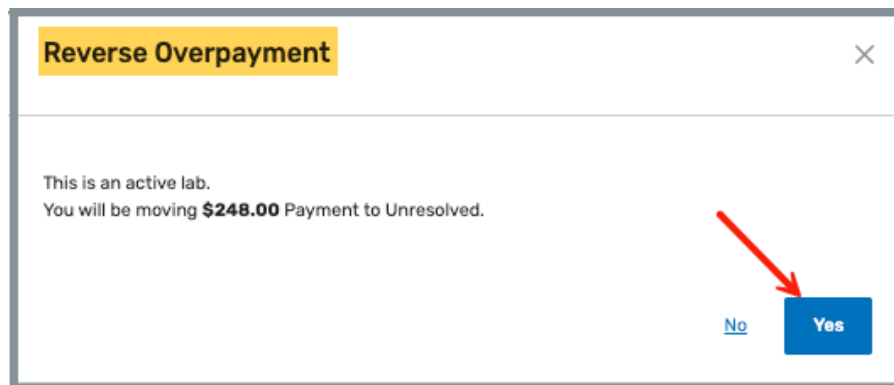 Reverse Overpayment
This is an active lab.
You will be moving $248.00 Payment to Unresolved.
No
Yes